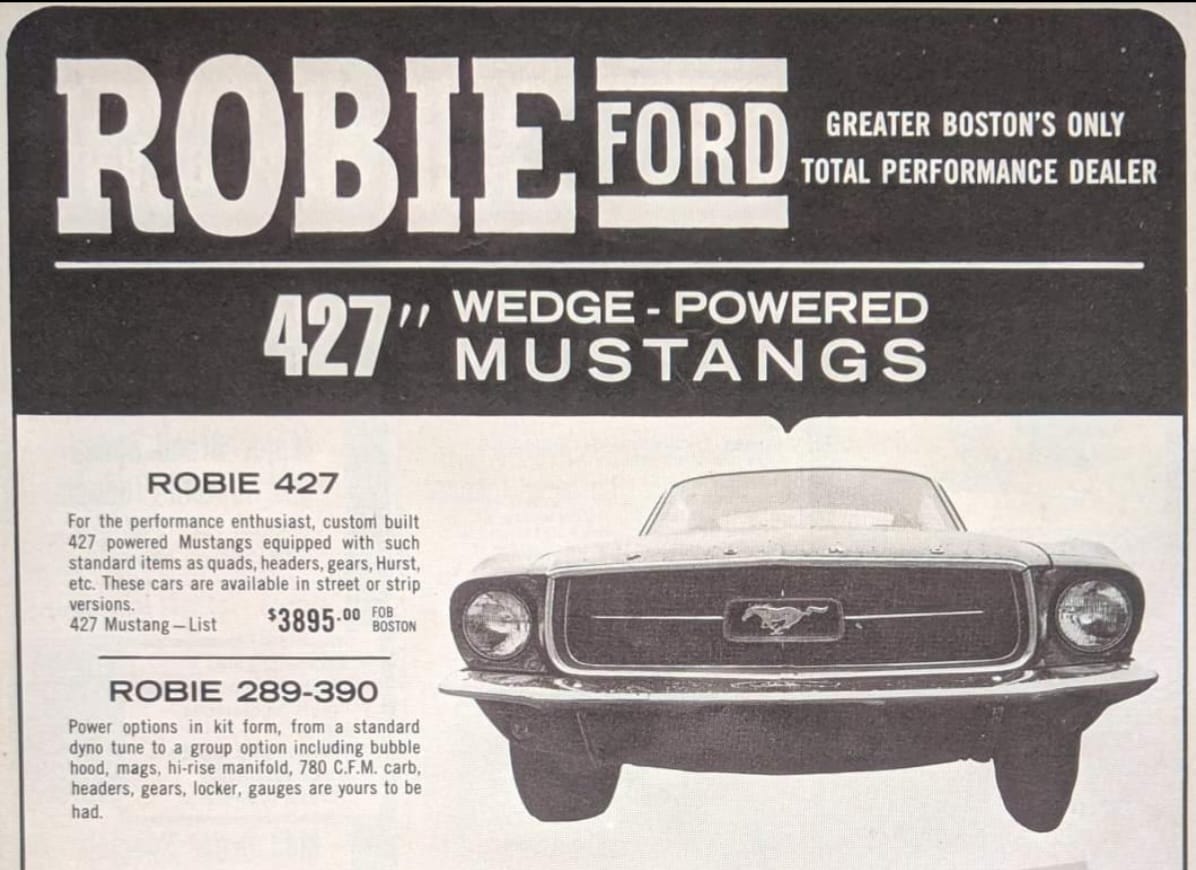 ROBIE FORD
GREATER BOSTON'S ONLY
TOTAL PERFORMANCE DEALER
427" WEDGE - POWERED
MUSTANGS
ROBIE 427
For the performance enthusiast, custom built
427 powered Mustangs equipped with such
standard items as quads, headers, gears, Hurst,
etc. These cars are available in street or strip
versions.
427 Mustang — List $3895.00 FOB
BOSTON
ROBIE 289-390
Power options in kit form, from a standard
dyno tune to a group option including bubble
hood, mags, hi-rise manifold, 780 C.F.M. carb,
headers, gears, locker, gauges are yours to be
had.